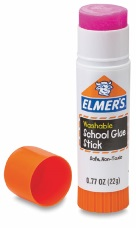 ELMER'S
Washable
School Glue
Stick
Safe, Non-Toxic
0.77 OZ (22g)